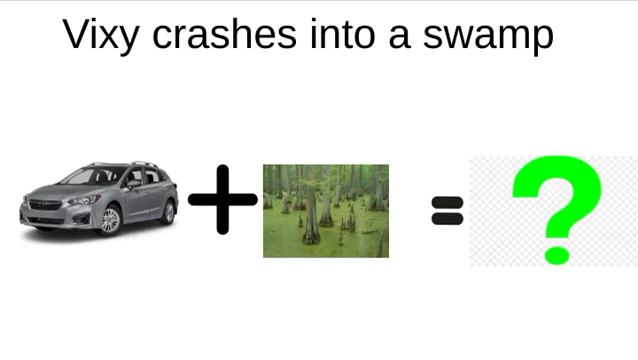 Vixy crashes into a swamp
+
=
?